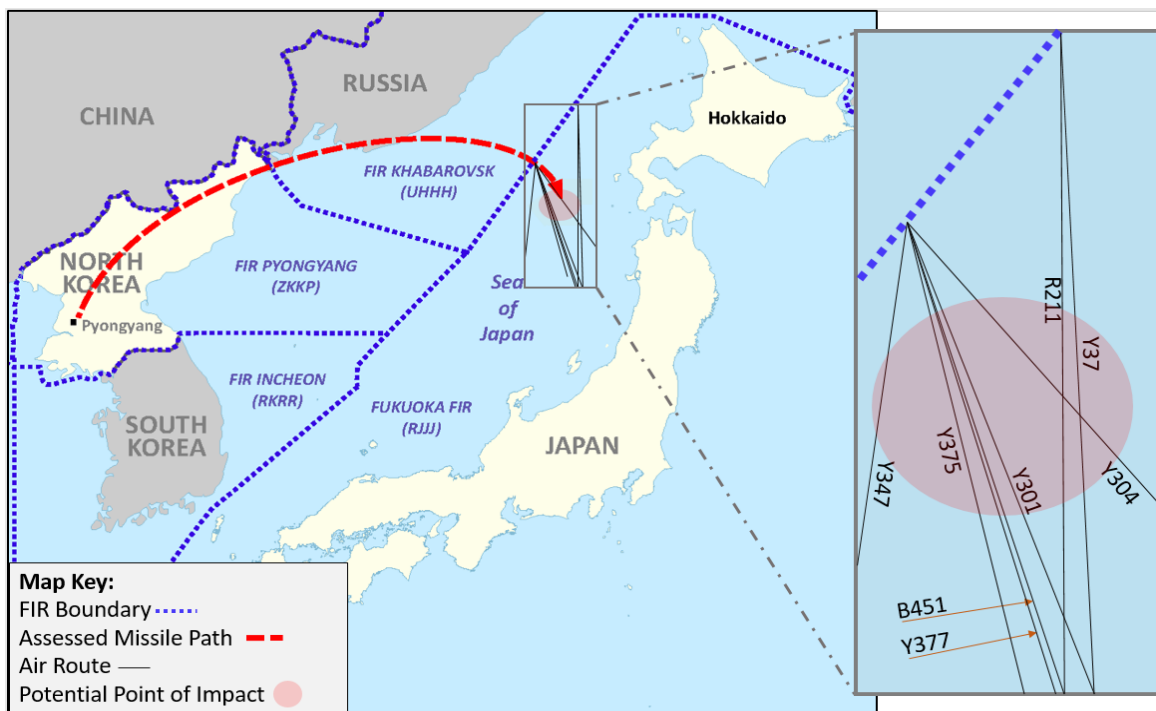 CHINA
RUSSIA
Hokkaido
FIR KHABAROVSK
(UHHH)
NORTH
KOREA
Pyongyang
FIR PYONGYANG
(ZKKP)
Sea
of
Japan
FIR INCHEON
(RKRR)
SOUTH
KOREA
FUKUOKA FIR
(RJJJ)
JAPAN
R211
Y37
Y375
Y347
Y301
Y304
B451
Y377
Map Key:
FIR Boundary
Assessed Missile Path
Air Route
Potential Point of Impact